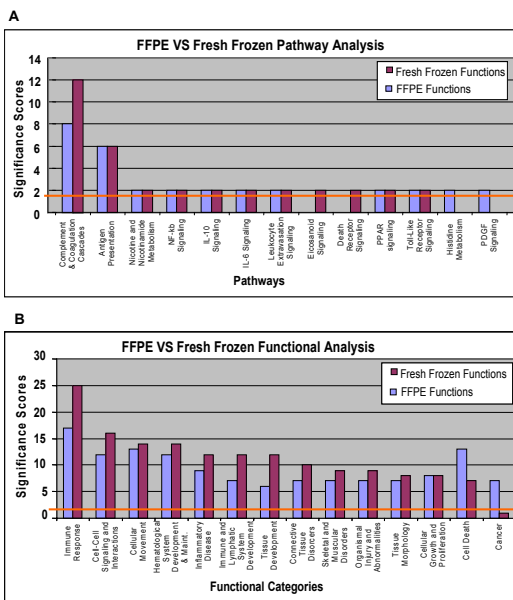 A
FFPE VS Fresh Frozen Pathway Analysis
Significance Scores
14
12
10
8
6
4
2
0
Fresh Frozen Functions
FFPE Functions
Complement
& Coagulation
Cascades
Antigen
Presentation
Nicotine and
Nicotinamide
Metabolism
NF-kb
Signaling
IL-10
Signaling
IL-6 Signaling
Leukocyte
Extravasation
Signaling
Eicosanoid
Signaling
Death
Receptor
Signaling
PPAR
signaling
Toll-Like
Receptor
Signaling
Histidine
Metabolism
PDGF
Signaling
Pathways
B
FFPE VS Fresh Frozen Functional Analysis
Significance Scores
30
25
20
15
10
5
0
Fresh Frozen Functions
FFPE Functions
Immune
Response
Cell-Cell
Signaling and
Interactions
Cellular
Movement
Hematological
System
Development
& Maint.
Inflammatory
Disease
Immune and
Lymphatic
System
Development
Tissue
Development
Connective
Tissue
Disorders
Skeletal and
Muscular
Disorders
Organismal
Injury and
Abnormalities
Tissue
Morphology
Cellular
Growth and
Proliferation
Cell Death
Cancer
Functional Categories